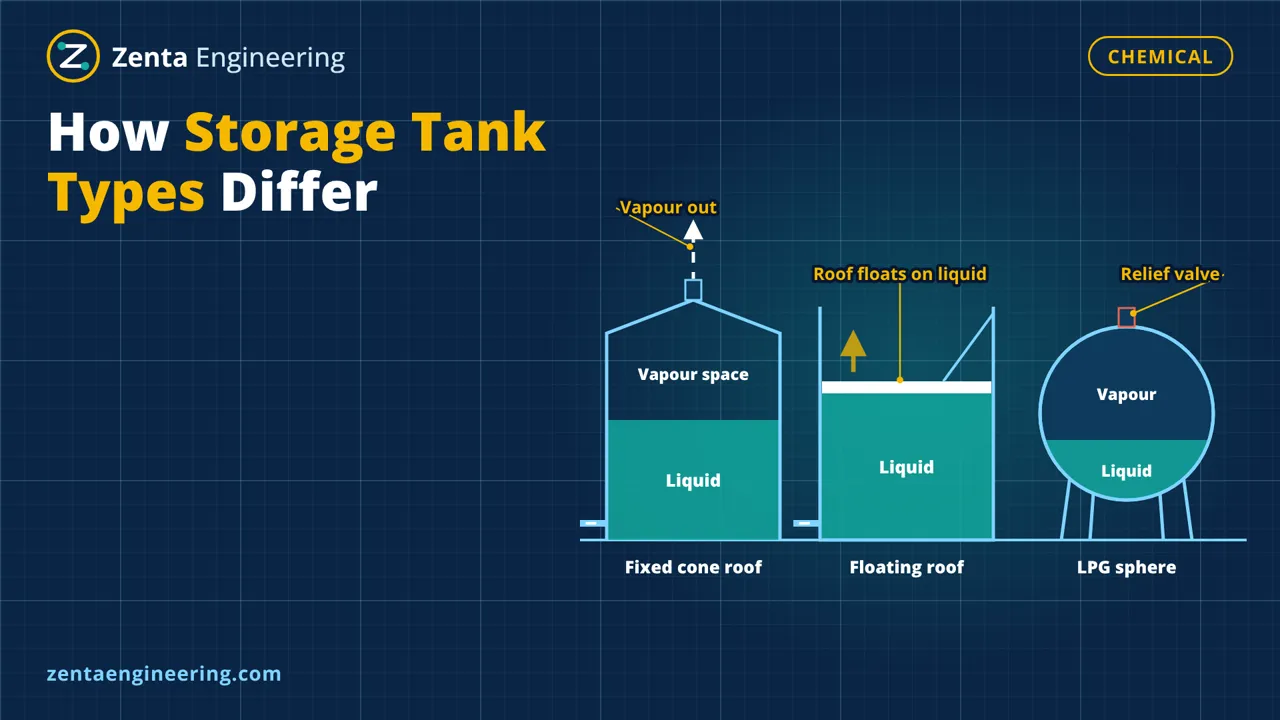 Zenta Engineering
CHEMICAL
How Storage Tank
Types Differ
Vapour out
Roof floats on liquid
Relief valve
Vapour space
Vapour
Liquid
Liquid
Liquid
Fixed cone roof
Floating roof
LPG sphere
zentaengineering.com